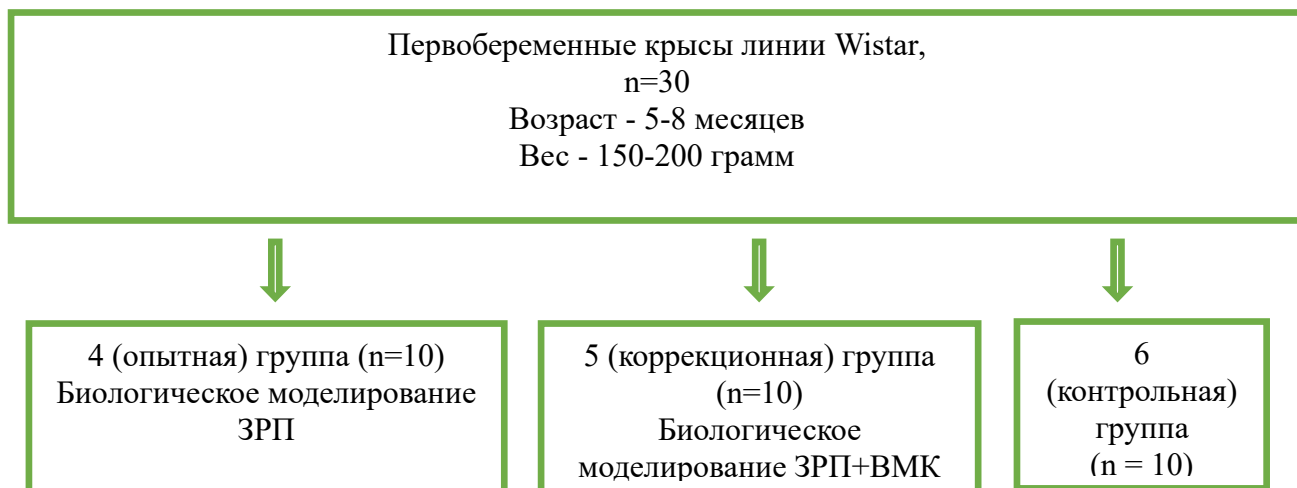 Первобеременные крысы линии Wistar,
n=30
Возраст - 5-8 месяцев
Вес - 150-200 грамм
4 (опытная) группа (n=10)
Биологическое моделирование
ЗРП
5 (коррекционная) группа
(n=10)
Биологическое
моделирование ЗРП+ВМК
6
(контрольная)
группа
(n = 10)